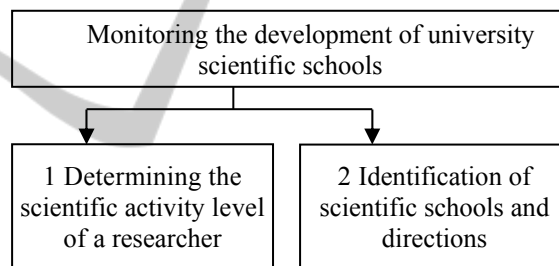 Monitoring the development of university
scientific schools
1 Determining the
scientific activity level
of a researcher
2 Identification of
scientific schools and
directions